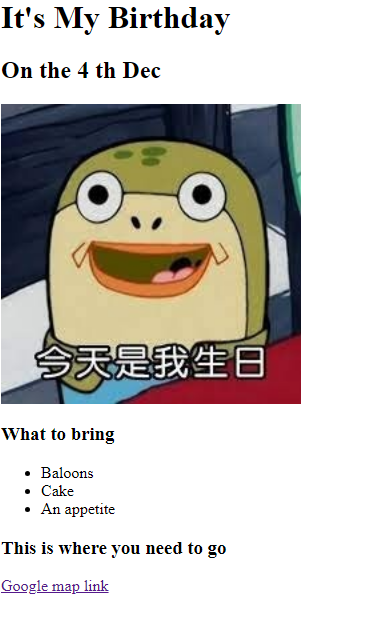 It's My Birthday
On the 4 th Dec
今天是我生日
What to bring
Baloons
Cake
An appetite
This is where you need to go
Google map link